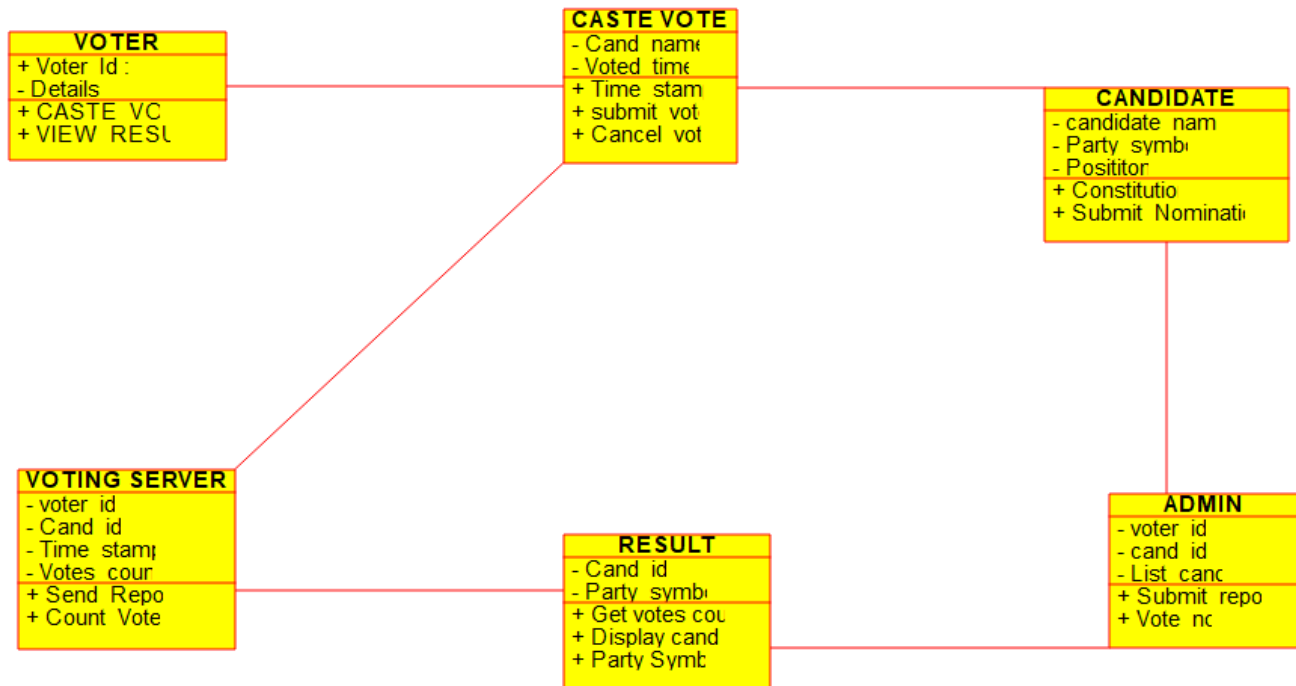 VOTER
+ Voter Id :
- Details
+ CASTE VC
+ VIEW RESU
CASTE VOTE
- Cand name
- Voted time
+ Time stam
+ submit vot
+ Cancel vot
CANDIDATE
- candidate nam
- Party symb
- Posititor
+ Constitutio
+ Submit Nominati
VOTING SERVER
- voter id
- Cand id
- Time stamp
- Votes cour
+ Send Repo
+ Count Vote
RESULT
- Cand id
- Party symb
+ Get votes cou
+ Display cand
+ Party Symb
ADMIN
- voter id
- cand id
- List canc
+ Submit repo
+ Vote nc